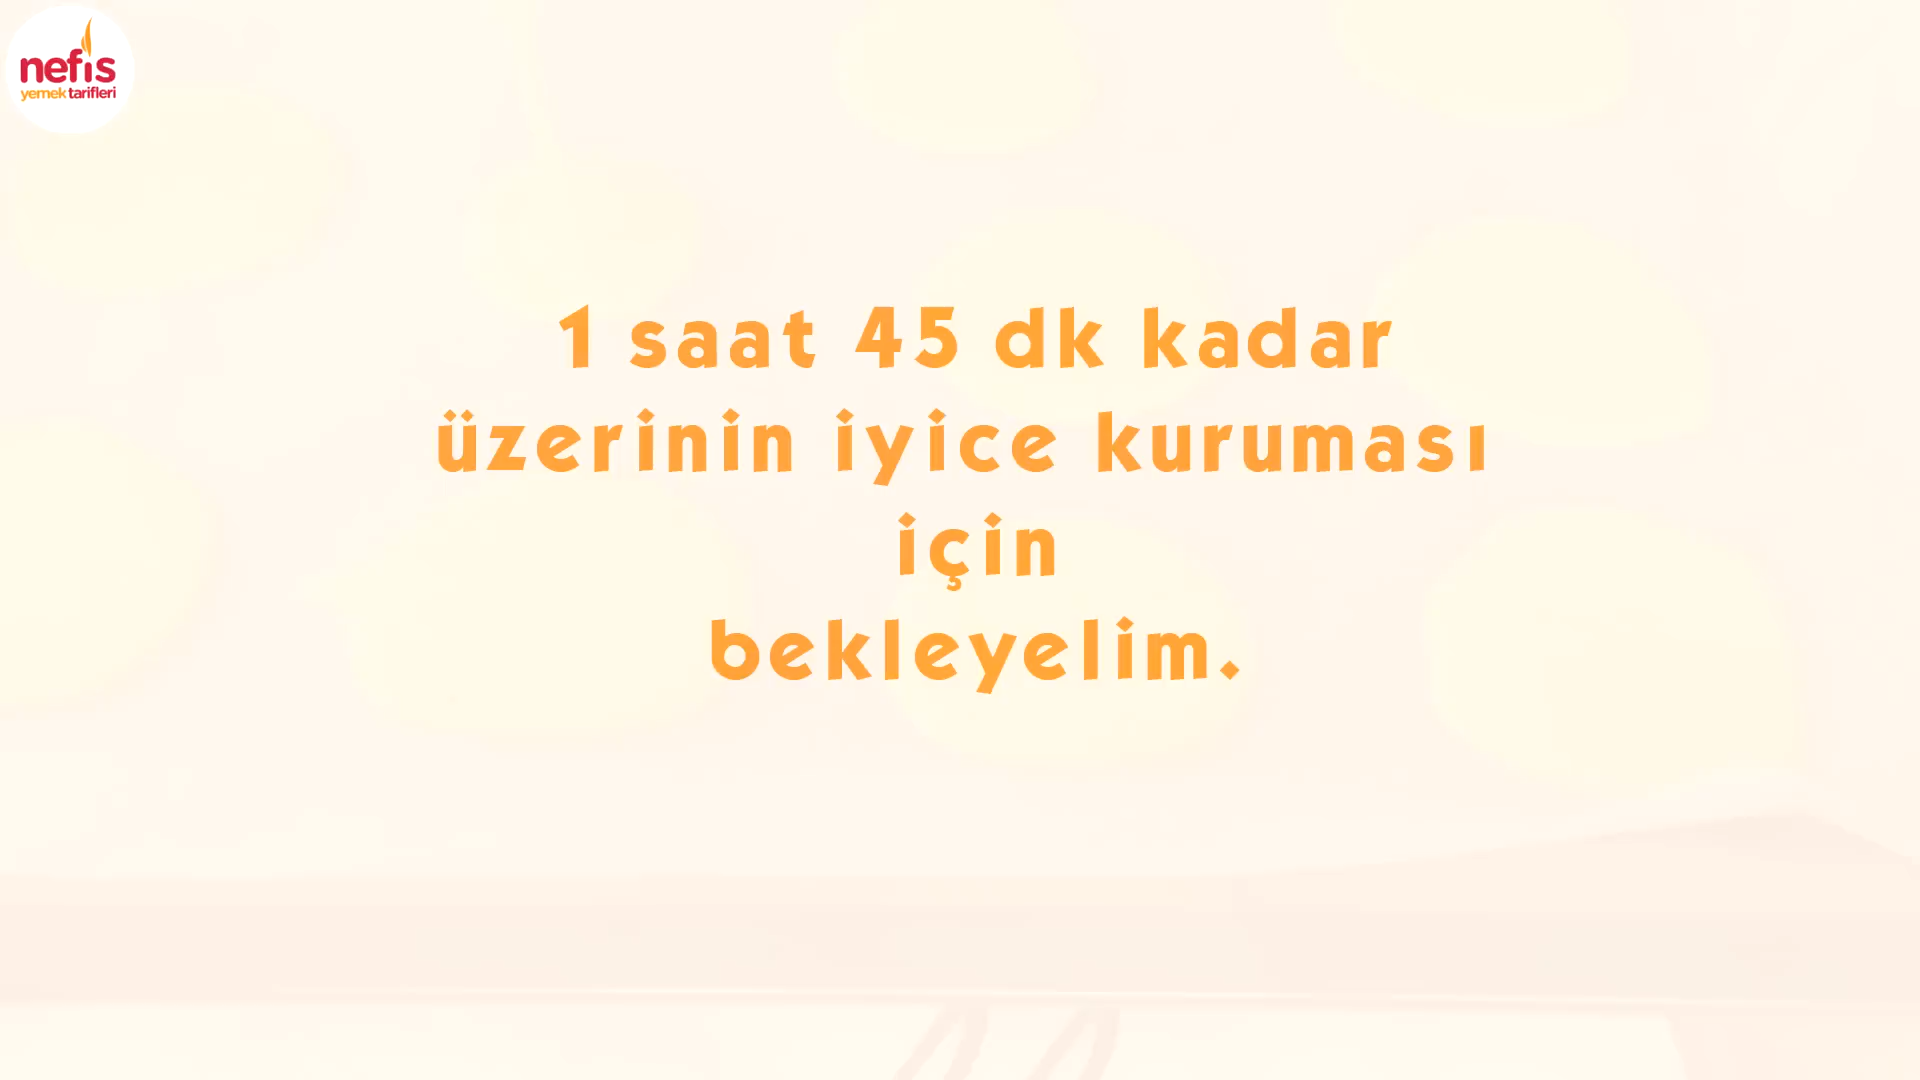 nefis
yemek tarifleri
1 saat 45 dk kadar
üzerinin iyice kuruması
için
bekleyelim.